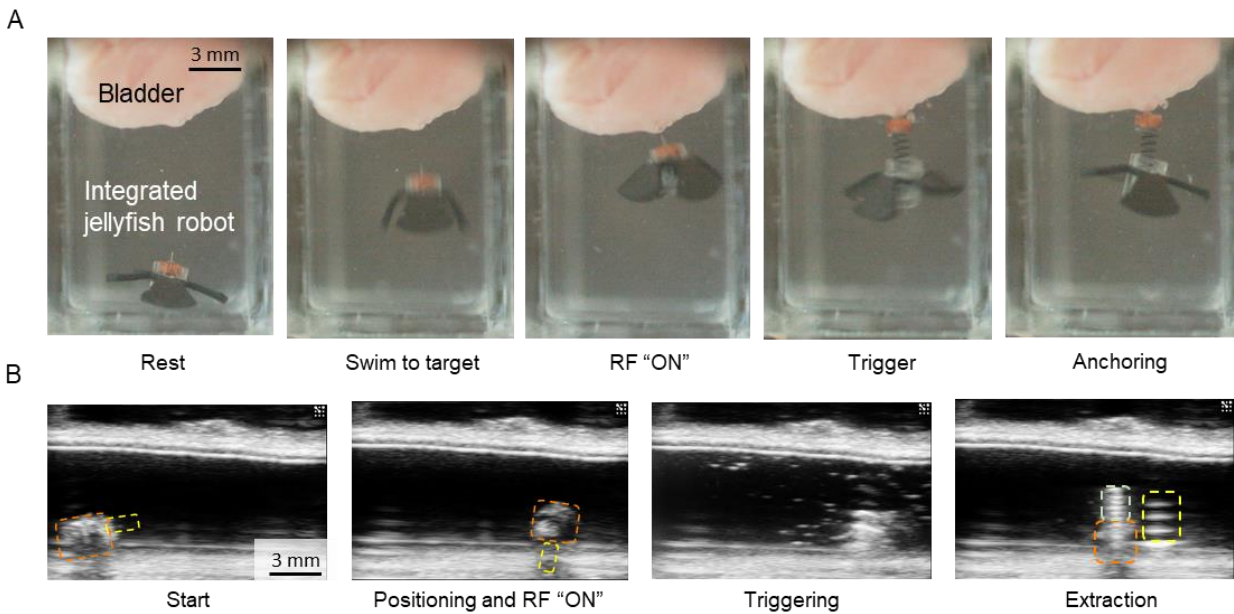 A
3 mm
Bladder
Integrated
jellyfish robot
Rest
Swim to target
RF “ON”
Trigger
Anchoring
B
3 mm
Start
Positioning and RF “ON”
Triggering
Extraction